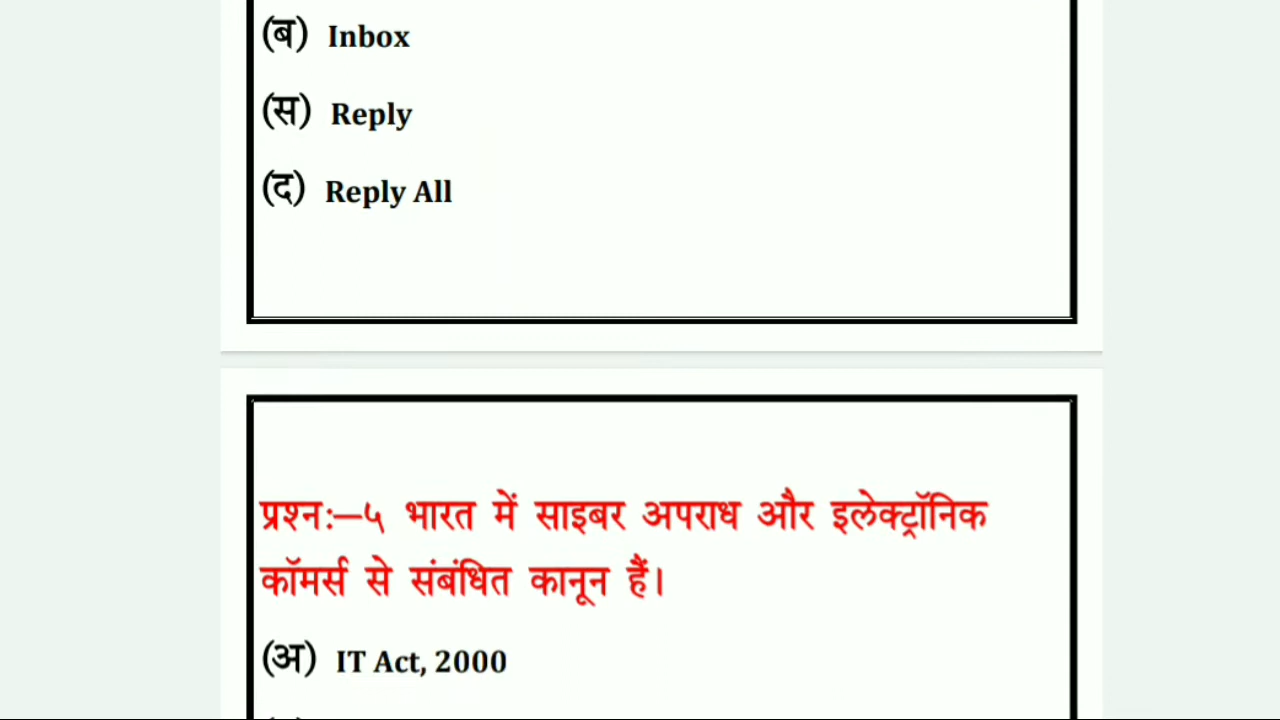 (ब) Inbox
(स) Reply
(द) Reply All
प्रश्न:—५ भारत में साइबर अपराध और इलेक्ट्रॉनिक
कॉमर्स से संबंधित कानून हैं।
(अ) IT Act, 2000